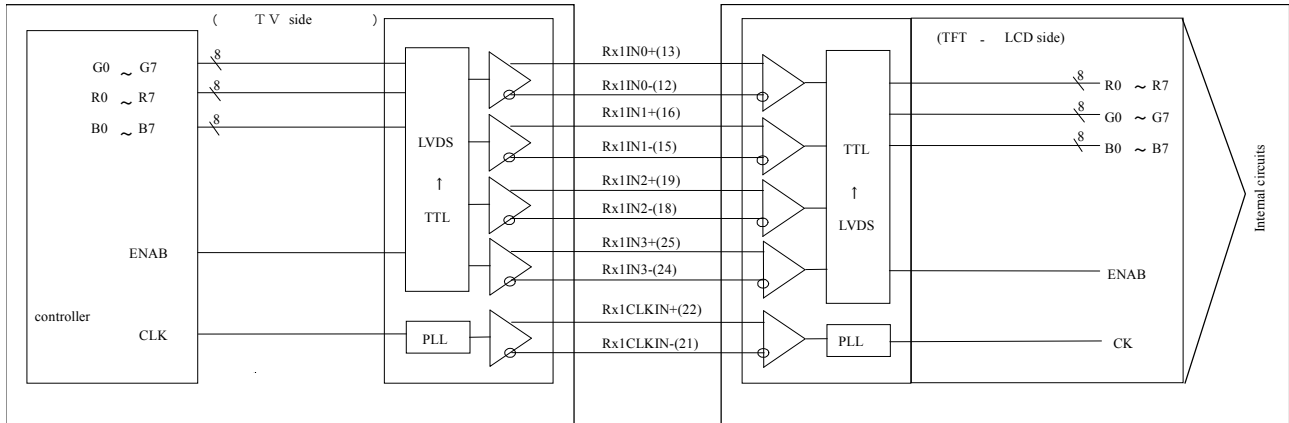 ( TV side )
(TFT - LCD side)
8
G0 ~ G7
8
R0 ~ R7
8
B0 ~ B7
ENAB
controller
CLK
LVDS
↑
TTL
PLL
Rx1IN0+(13)
Rx1IN0-(12)
Rx1IN1+(16)
Rx1IN1-(15)
Rx1IN2+(19)
Rx1IN2-(18)
Rx1IN3+(25)
Rx1IN3-(24)
Rx1CLKIN+(22)
Rx1CLKIN-(21)
TTL
↑
LVDS
PLL
8
R0 ~ R7
8
G0 ~ G7
8
B0 ~ B7
ENAB
CK
Internal circuits